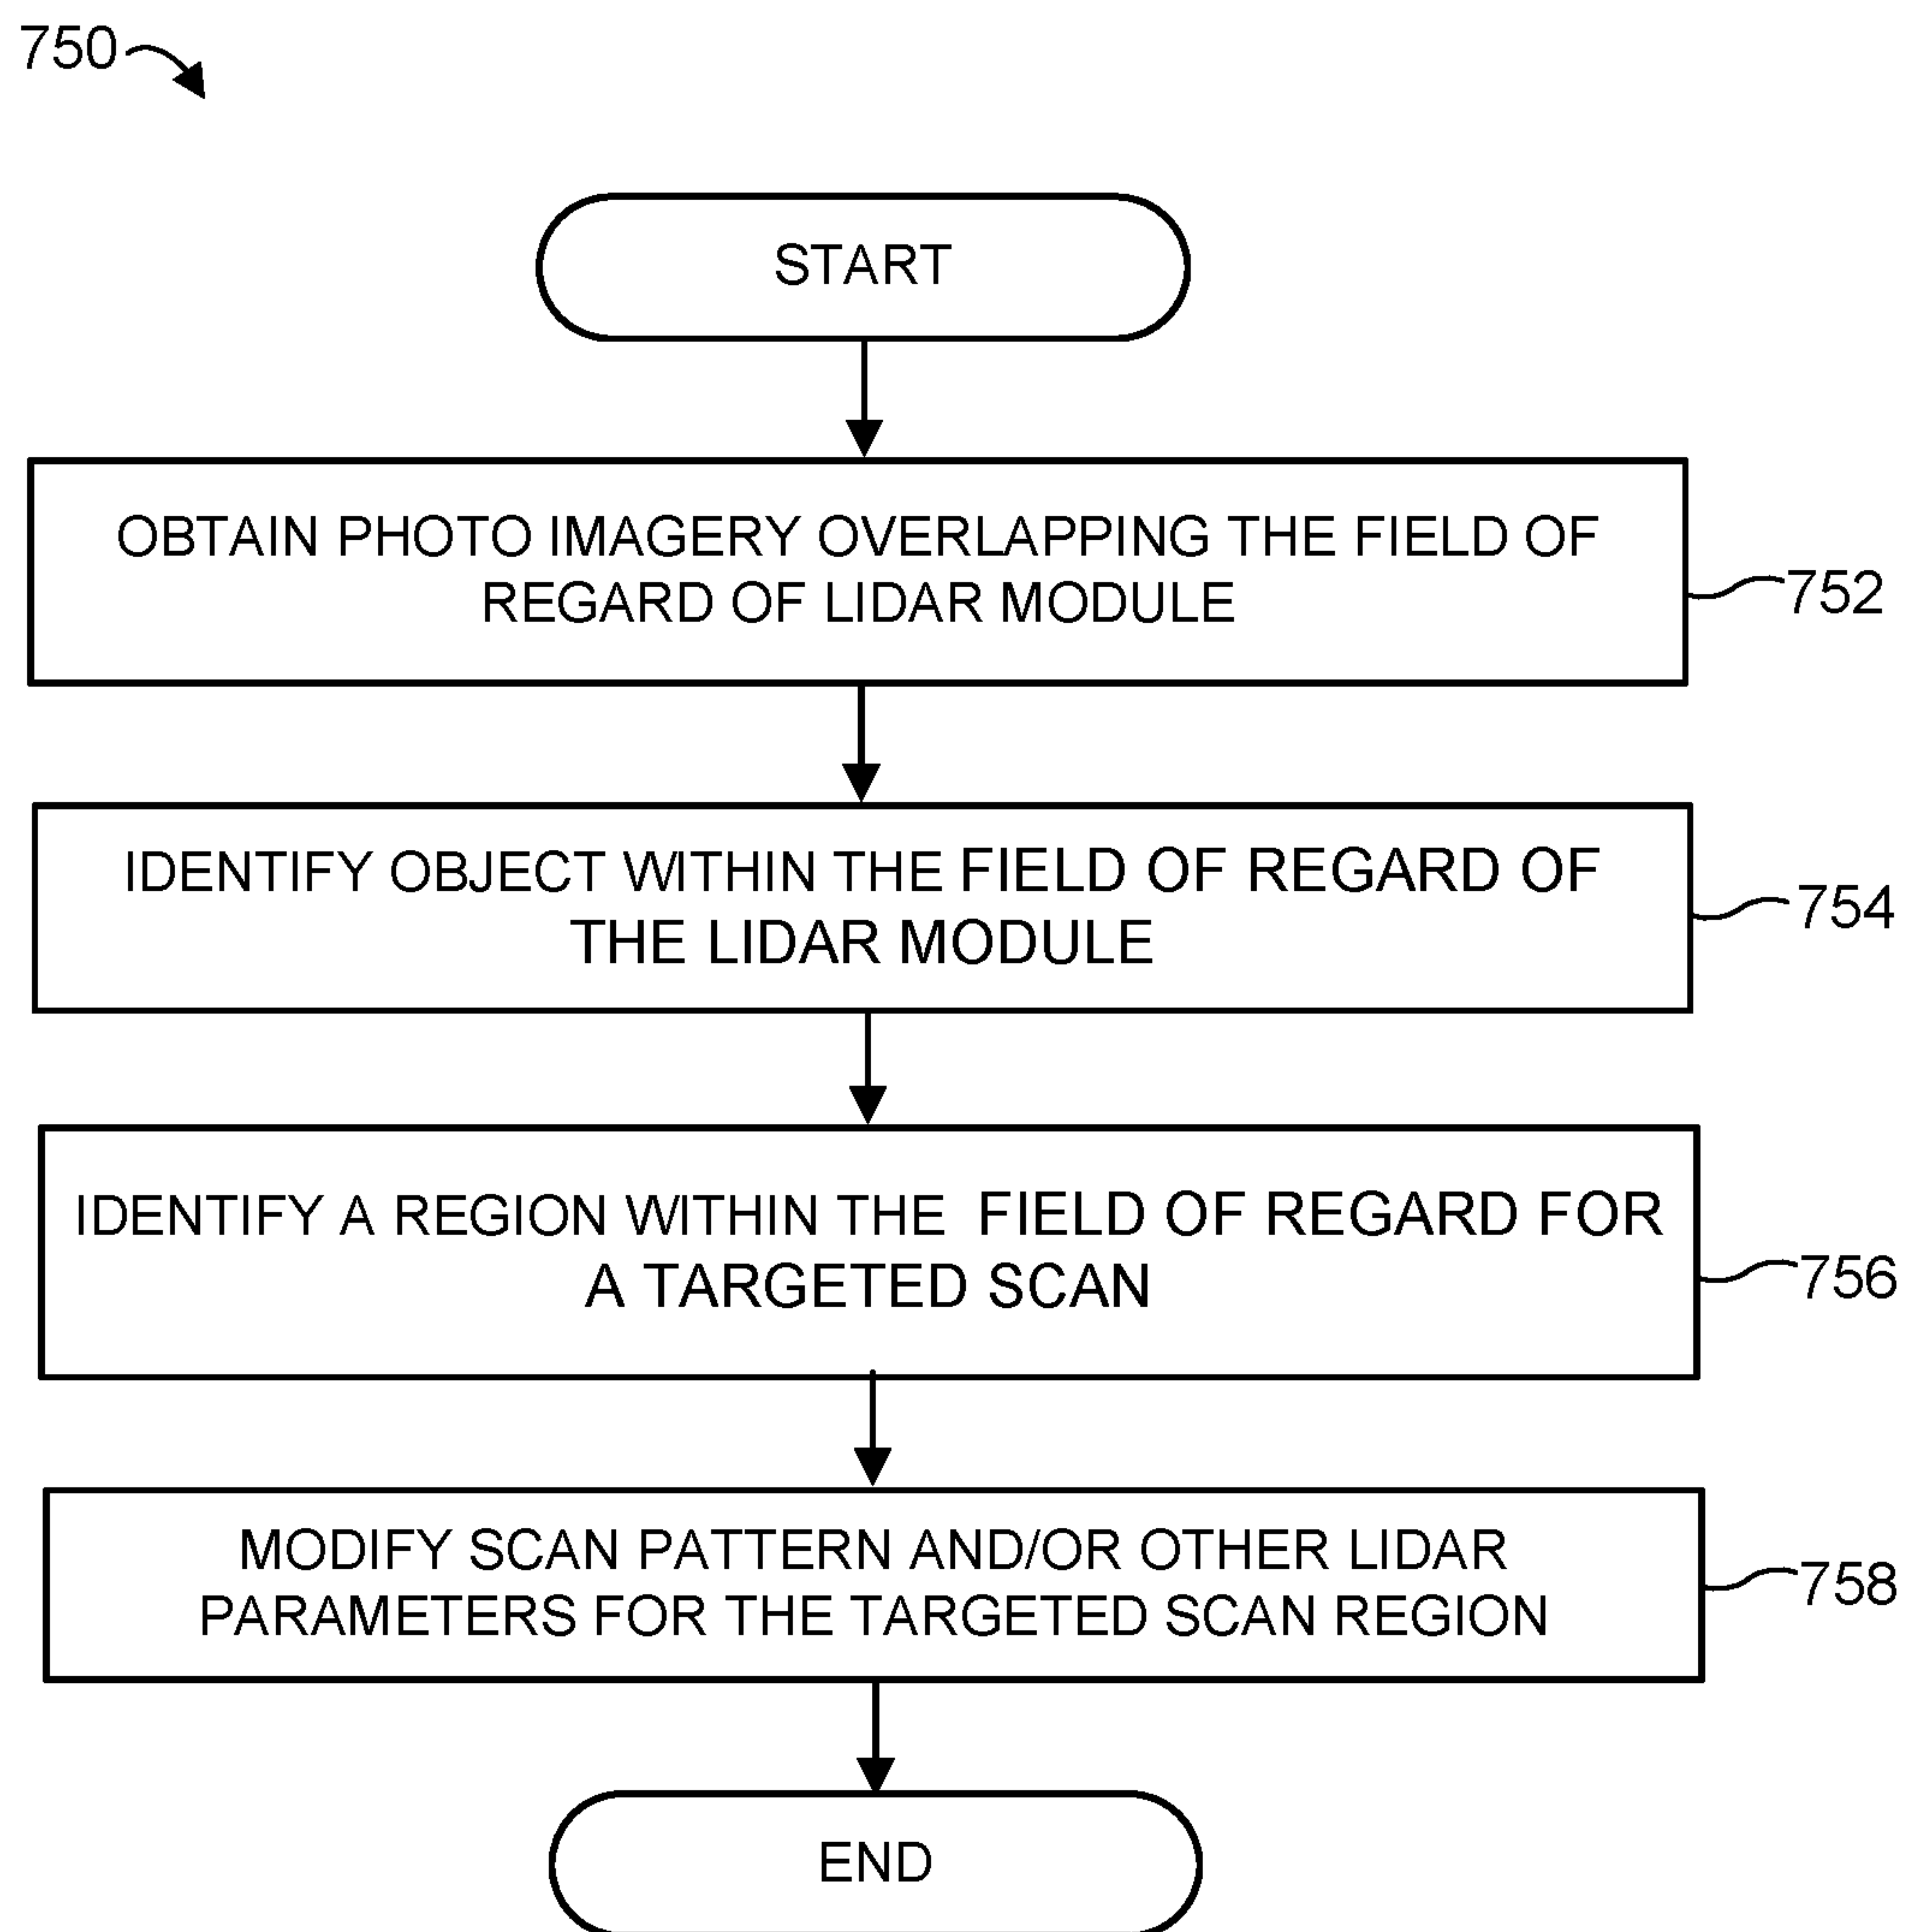 750
START
OBTAIN PHOTO IMAGERY OVERLAPPING THE FIELD OF
REGARD OF LIDAR MODULE
752
IDENTIFY OBJECT WITHIN THE FIELD OF REGARD OF
THE LIDAR MODULE
754
IDENTIFY A REGION WITHIN THE FIELD OF REGARD FOR
A TARGETED SCAN
756
MODIFY SCAN PATTERN AND/OR OTHER LIDAR
PARAMETERS FOR THE TARGETED SCAN REGION
758
END